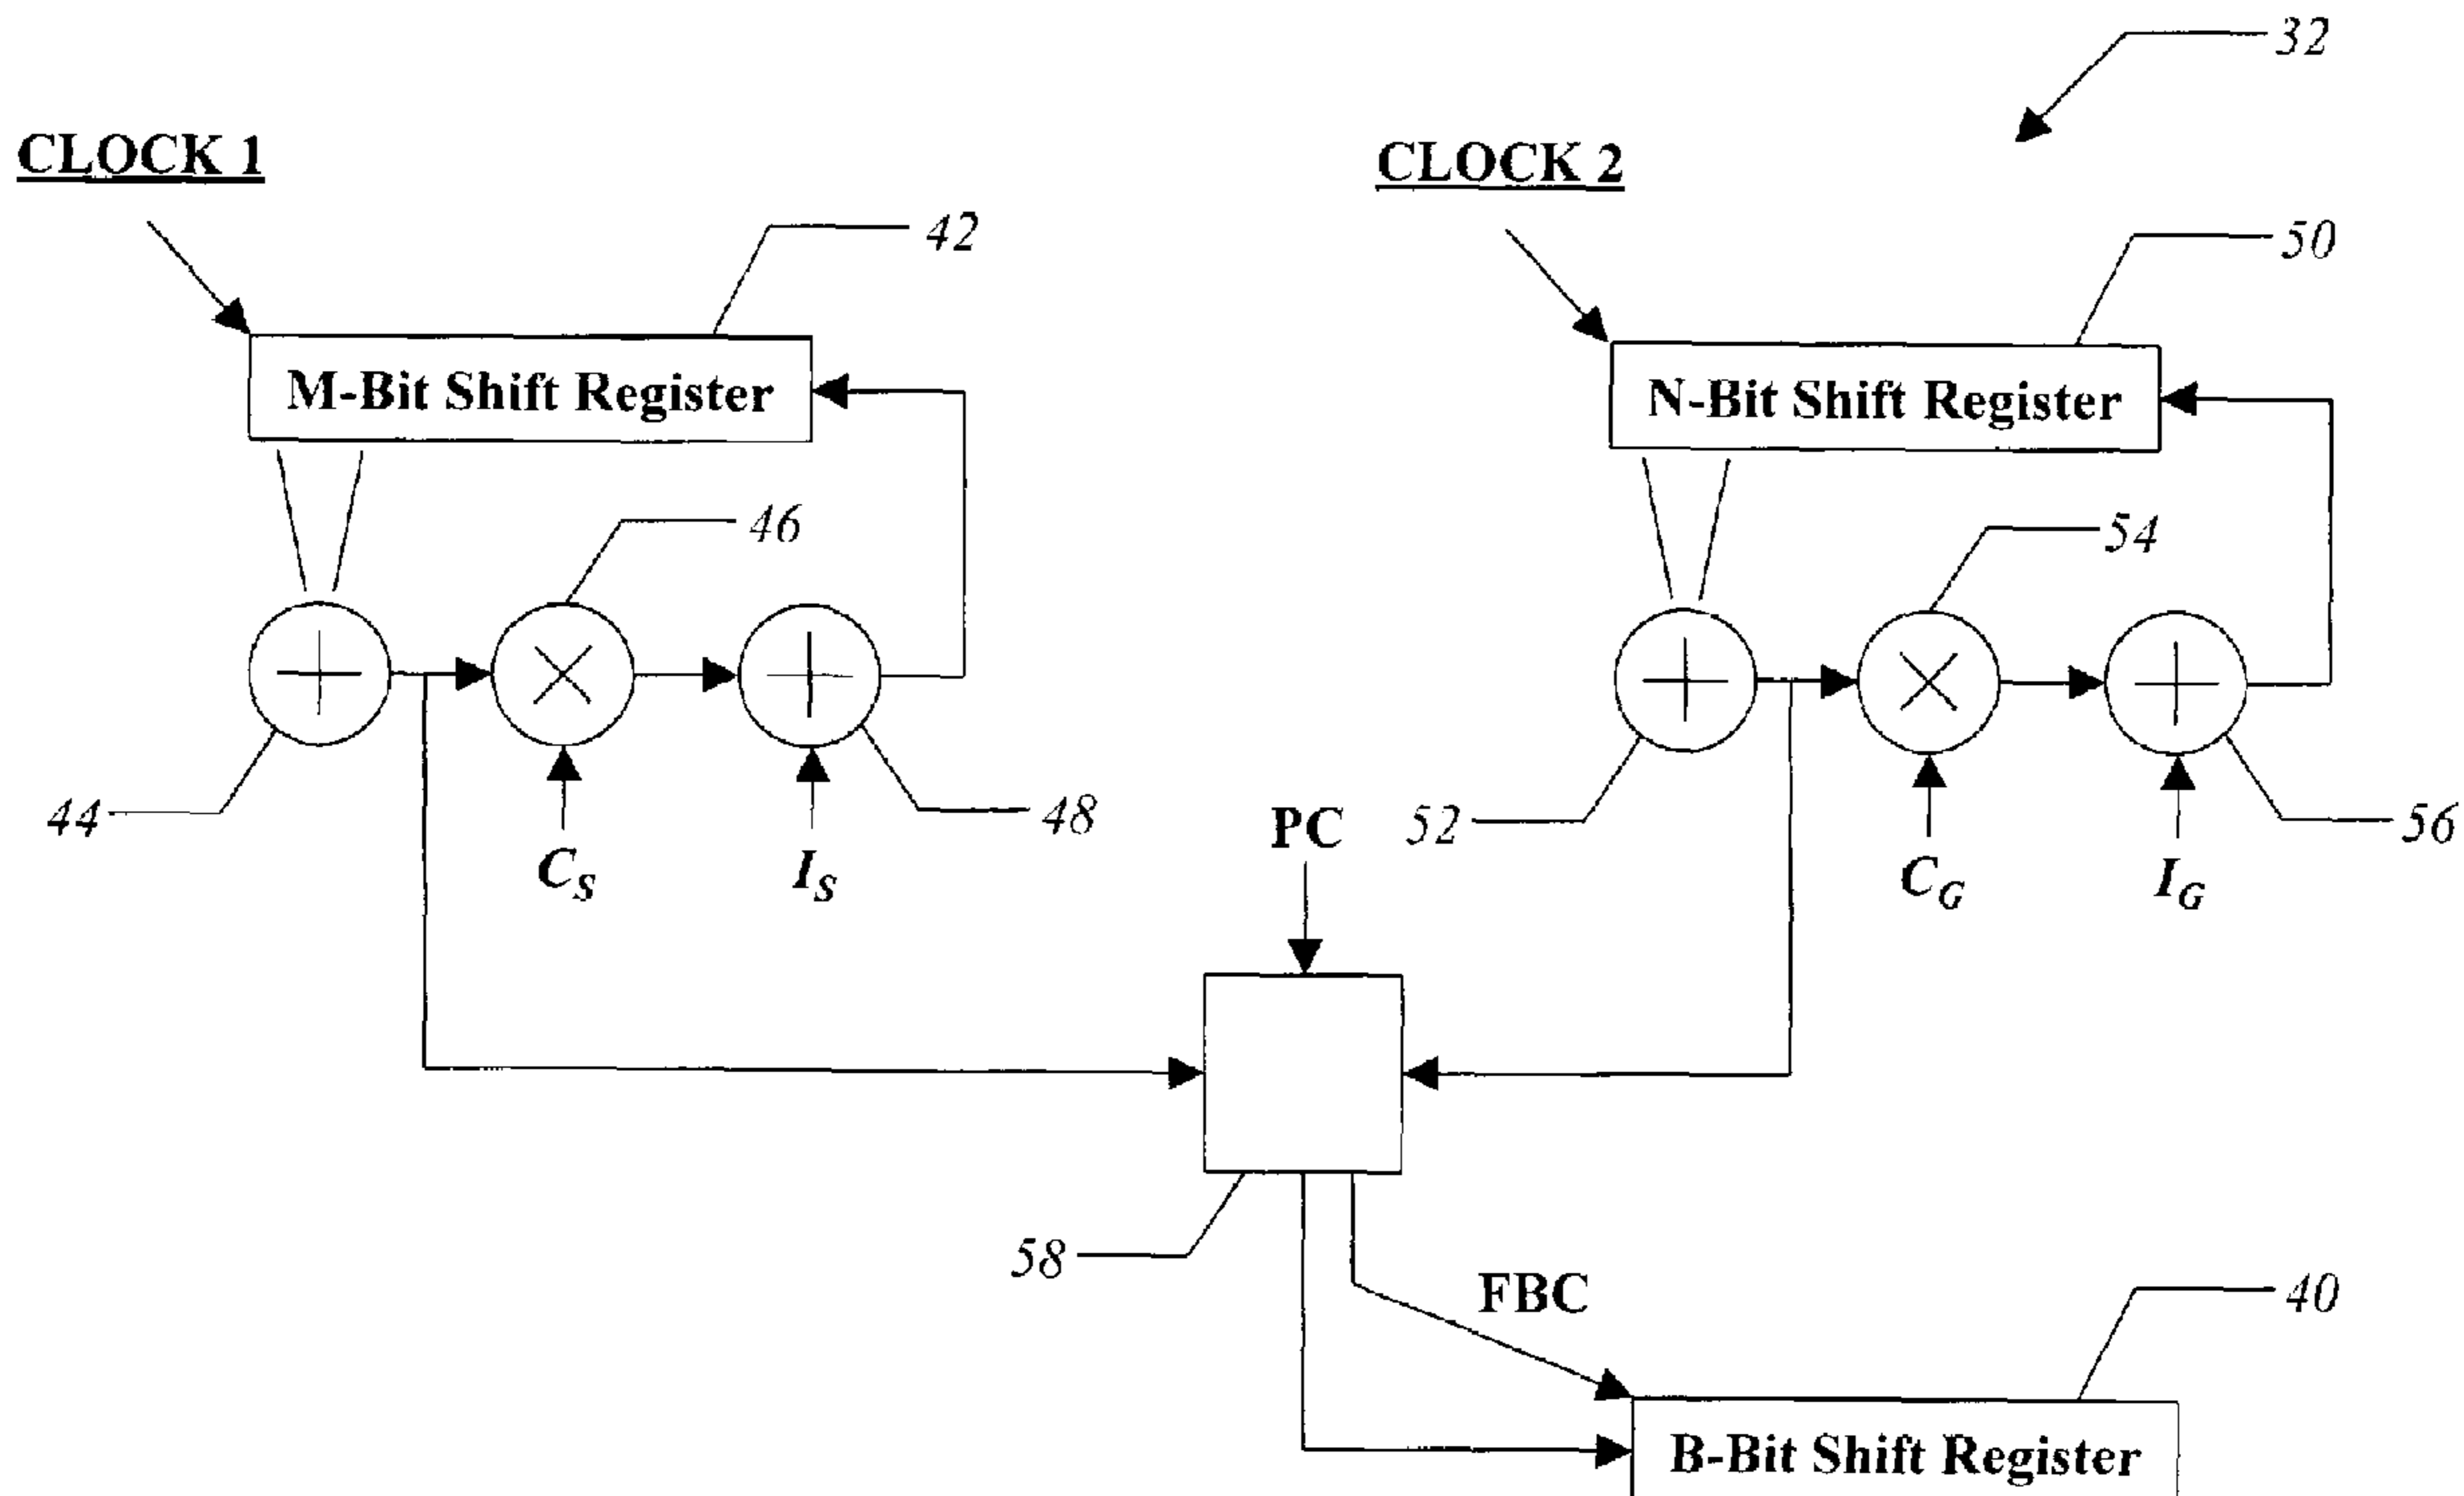 32
CLOCK 1
CLOCK 2
42
50
M-Bit Shift Register
N-Bit Shift Register
46
54
44
48
52
56
PC
C_S
I_S
C_G
I_G
58
FBC
40
B-Bit Shift Register